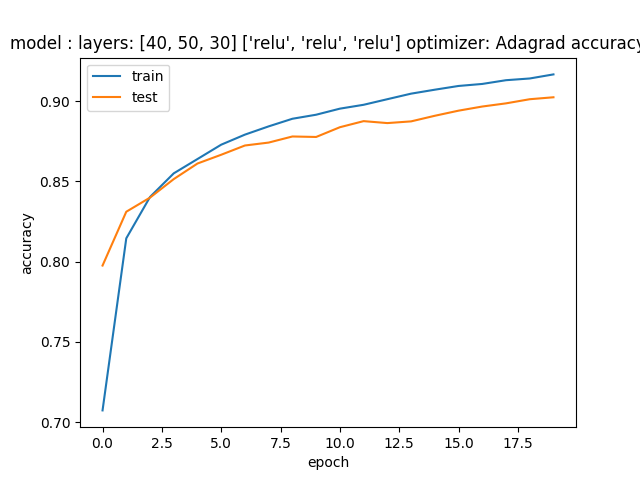 model : layers: [40, 50, 30] ['relu', 'relu', 'relu'] optimizer: Adagrad accuracy
train
test
0.90
0.85
0.80
0.75
0.70
accuracy
0.0 2.5 5.0 7.5 10.0 12.5 15.0 17.5
epoch